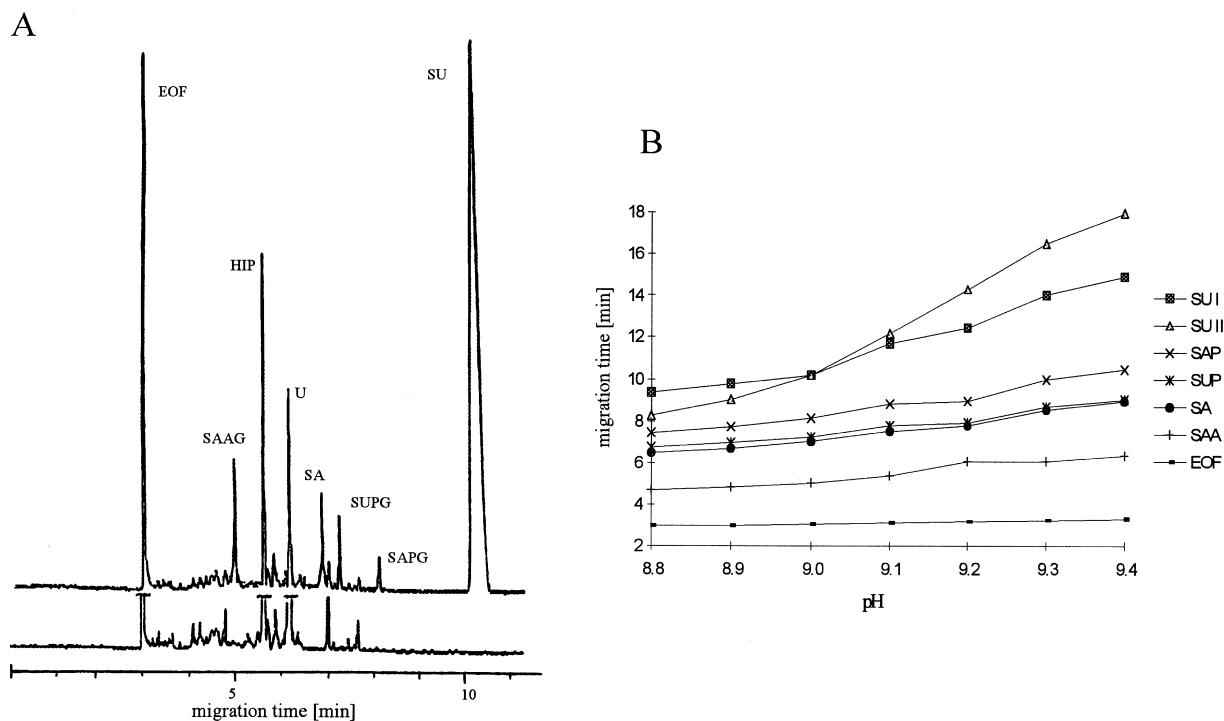 A
EOF
SU
HIP
U
SAAG
SA
SUPG
SAPG
5
10
migration time [min]
B
18
16
14
12
10
8
6
4
2
migration time [min]
8.8 8.9 9.0 9.1 9.2 9.3 9.4
pH
SU I
SU II
SAP
SUP
SA
SAA
EOF